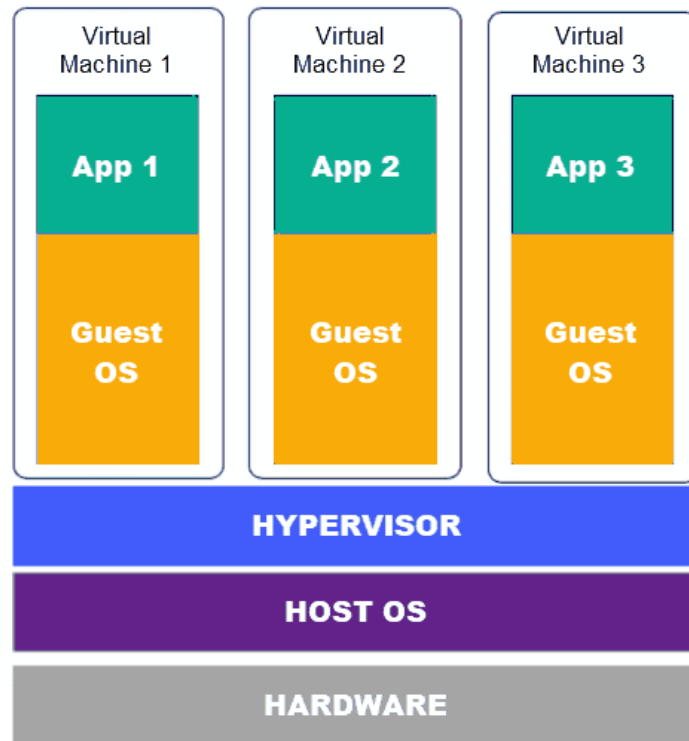 Virtual
Machine 1
Virtual
Machine 2
Virtual
Machine 3
App 1
App 2
App 3
Guest
OS
Guest
OS
Guest
OS
HYPERVISOR
HOST OS
HARDWARE